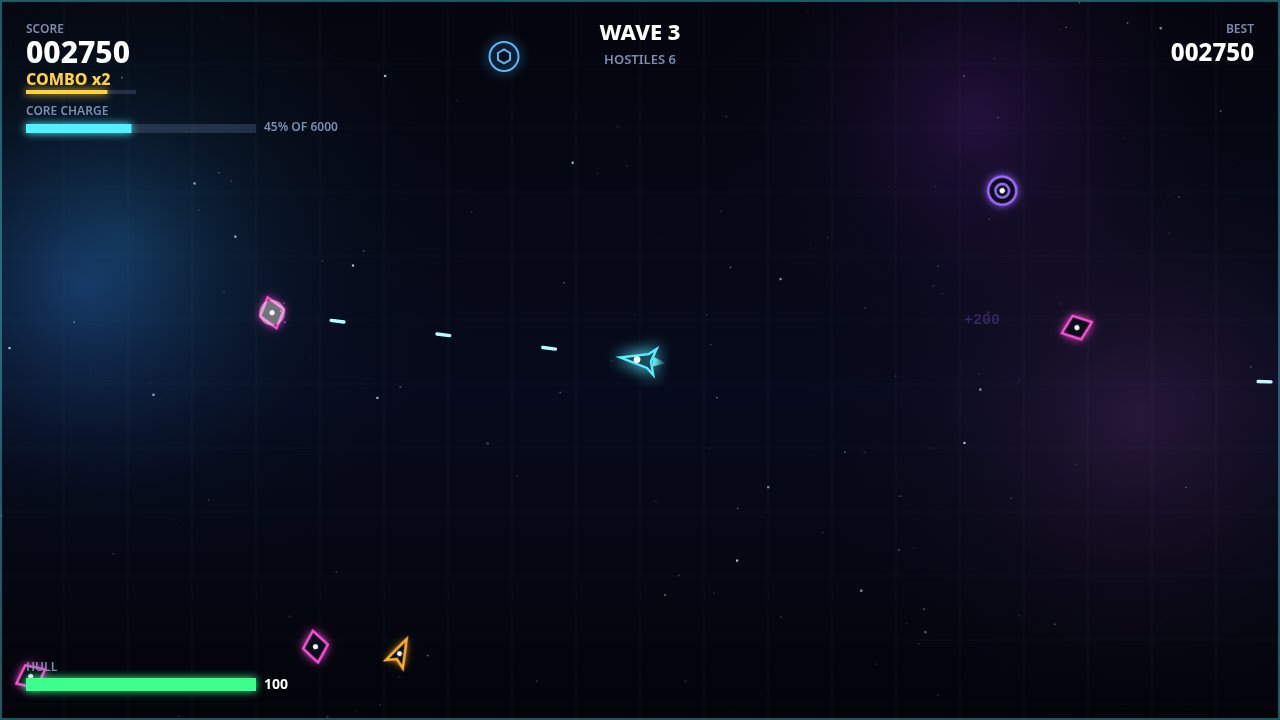 SCORE
002750
COMBO x2
CORE CHARGE
45% OF 6000
WAVE 3
HOSTILES 6
BEST
002750
+200
HULL
100